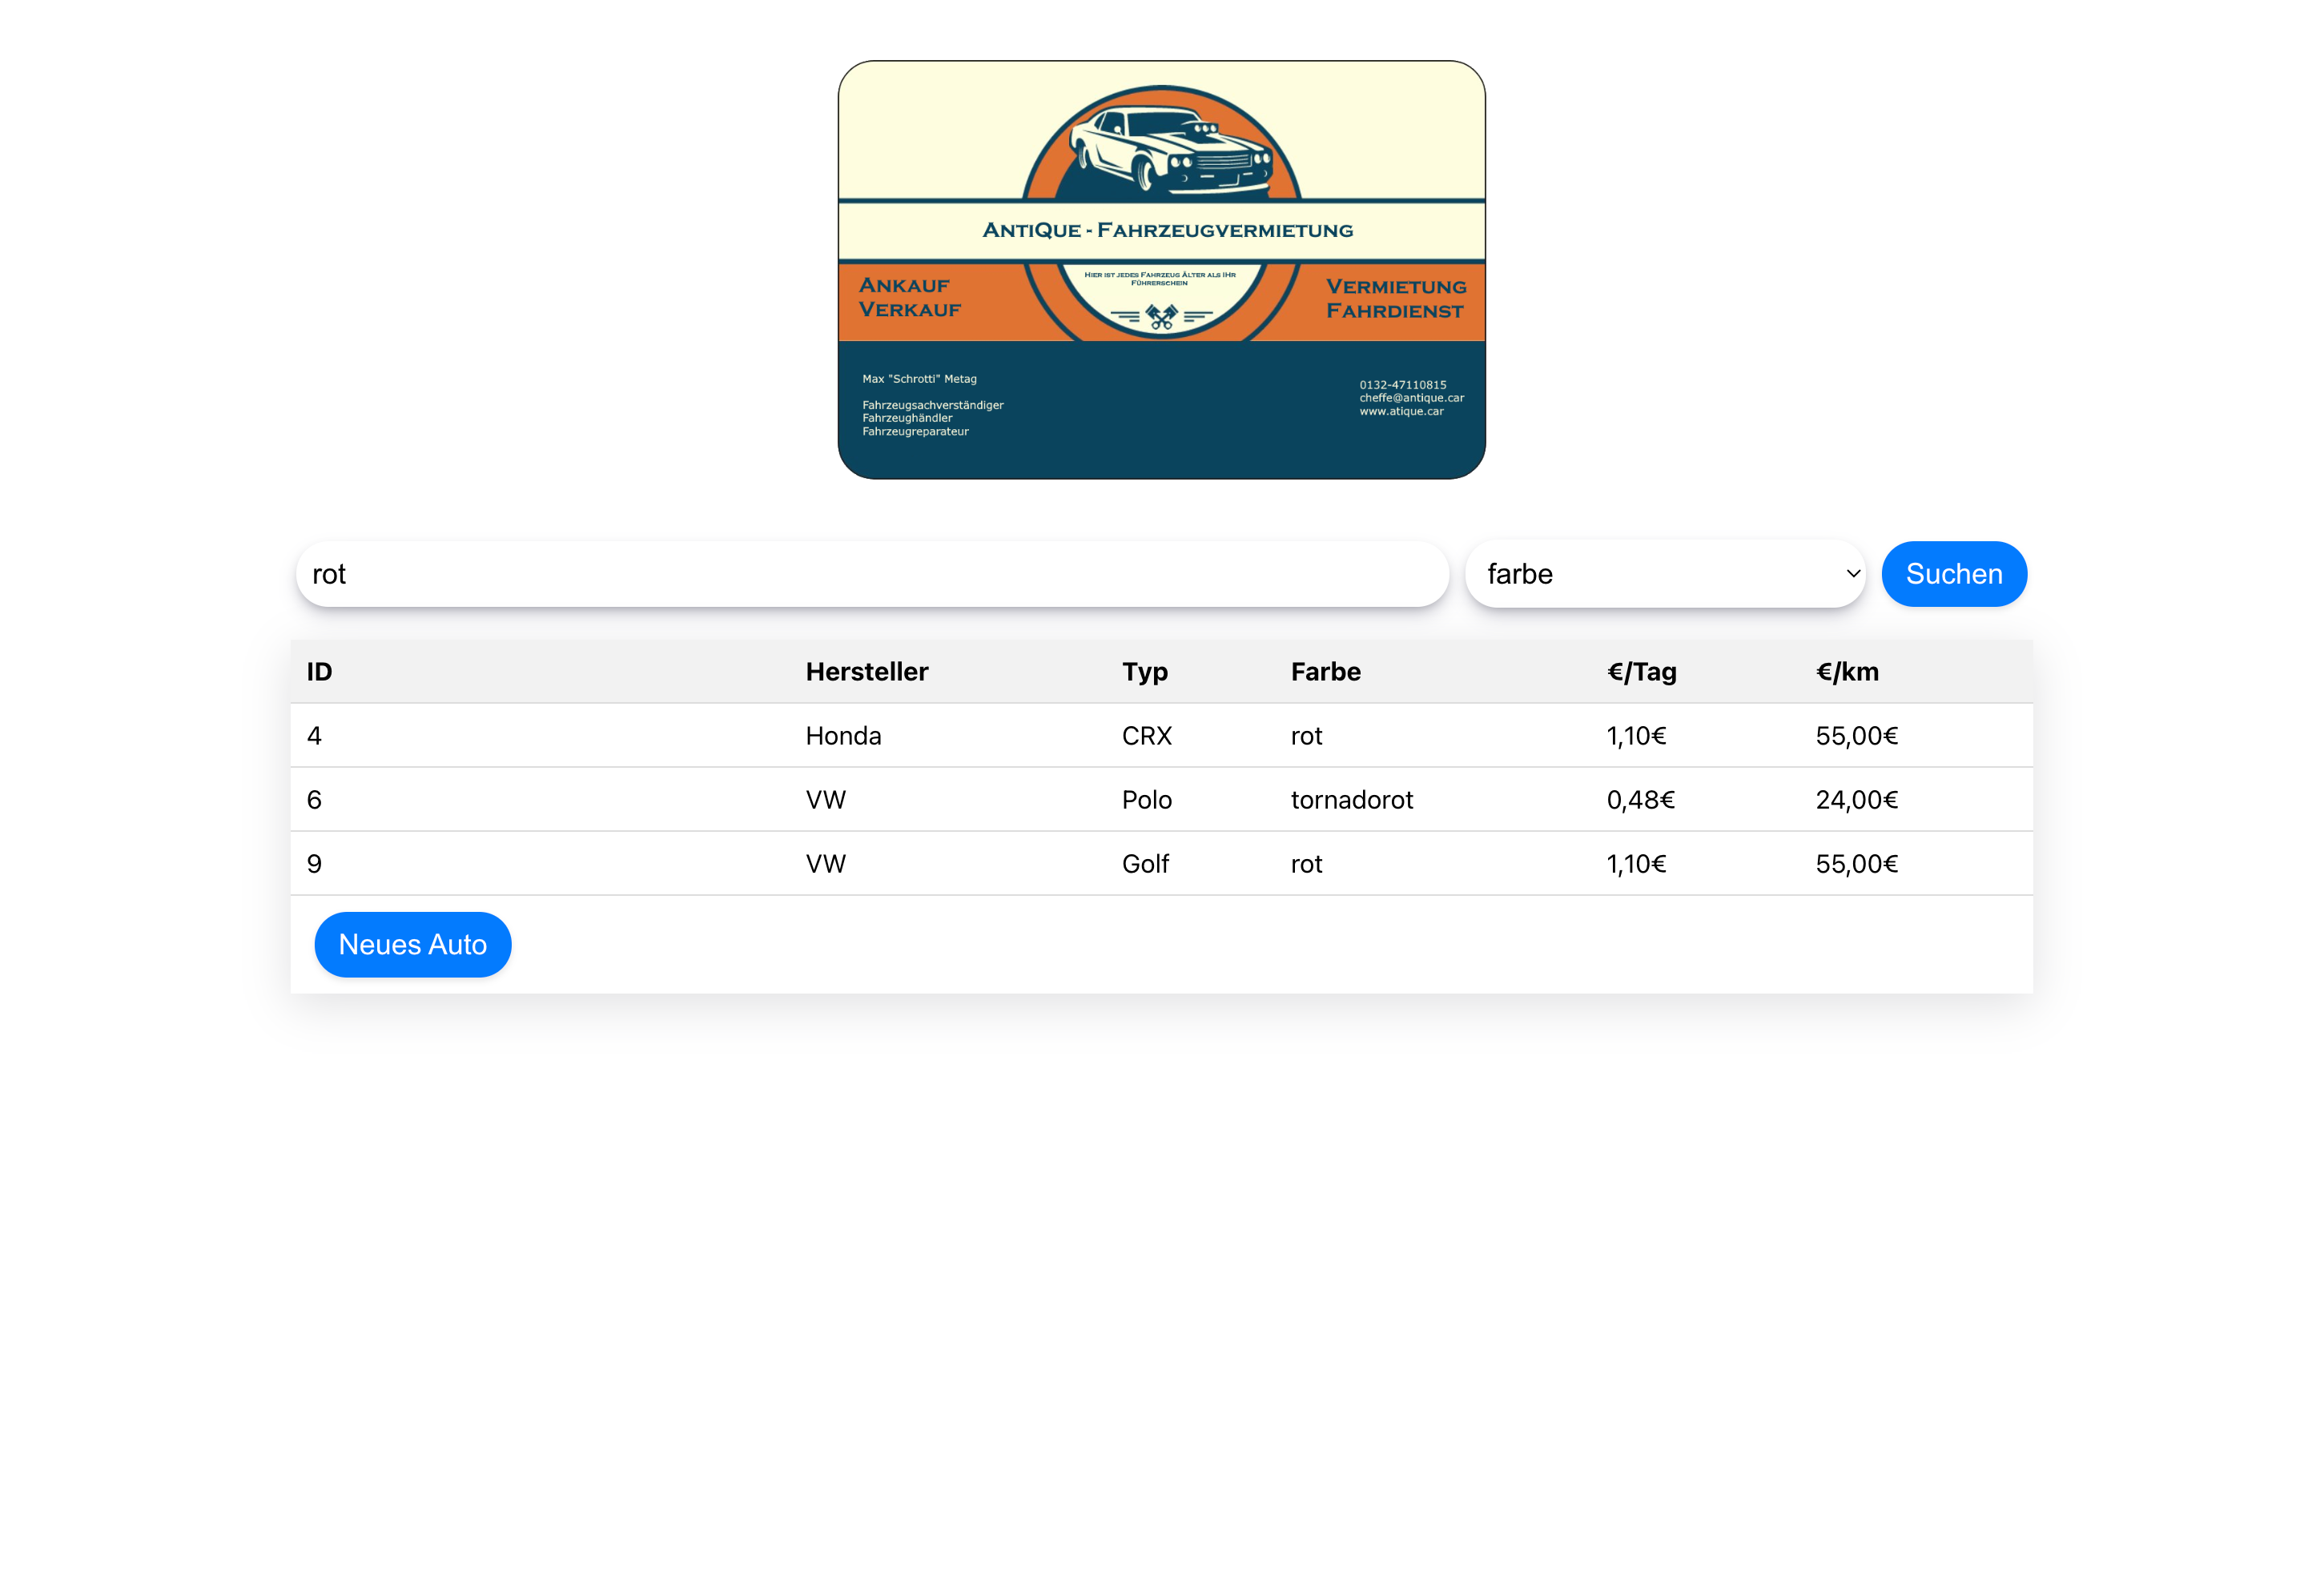 AntiQue - Fahrzeugvermietung
Ankauf
Verkauf
Hier ist jedes Fahrzeug Älter als IHr
Führerschein
Vermietung
Fahrdienst
Max "Schrotti" Metag
Fahrzeugsachverständiger
Fahrzeughändler
Fahrzeugreparateur
0132-47110815
cheffe@antique.car
www.atique.car
rot farbe Suchen
ID Hersteller Typ Farbe €/Tag €/km
4 Honda CRX rot 1,10€ 55,00€
6 VW Polo tornadorot 0,48€ 24,00€
9 VW Golf rot 1,10€ 55,00€
Neues Auto